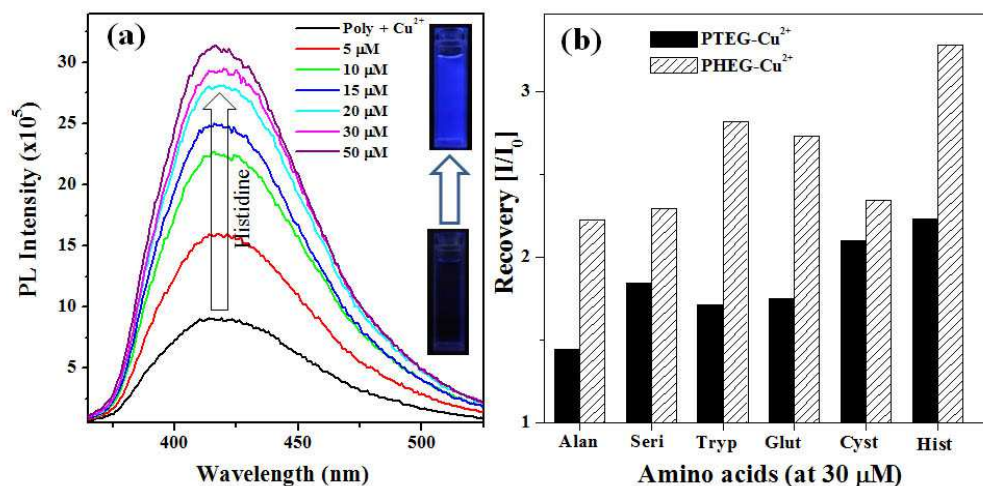 (a)
Poly + Cu²⁺
5 µM
10 µM
15 µM
20 µM
30 µM
50 µM
Histidine
30
25
20
15
10
5
PL Intensity (x10⁵)
400
450
500
Wavelength (nm)
(b)
PTEG-Cu²⁺
PHEG-Cu²⁺
3
2
1
Recovery [I/I₀]
Alan Seri Tryp Glut Cyst Hist
Amino acids (at 30 µM)